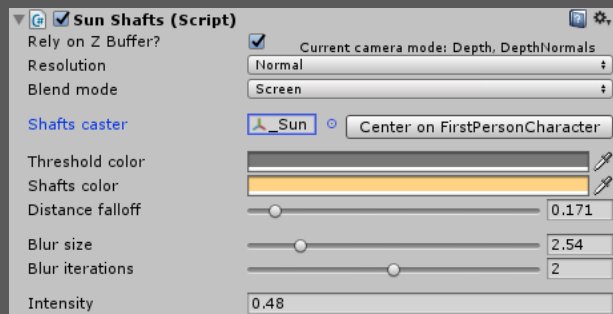 Sun Shafts (Script)
Rely on Z Buffer? Current camera mode: Depth, DepthNormals
Resolution Normal
Blend mode Screen
Shafts caster _Sun Center on FirstPersonCharacter
Threshold color
Shafts color
Distance falloff 0.171
Blur size 2.54
Blur iterations 2
Intensity 0.48